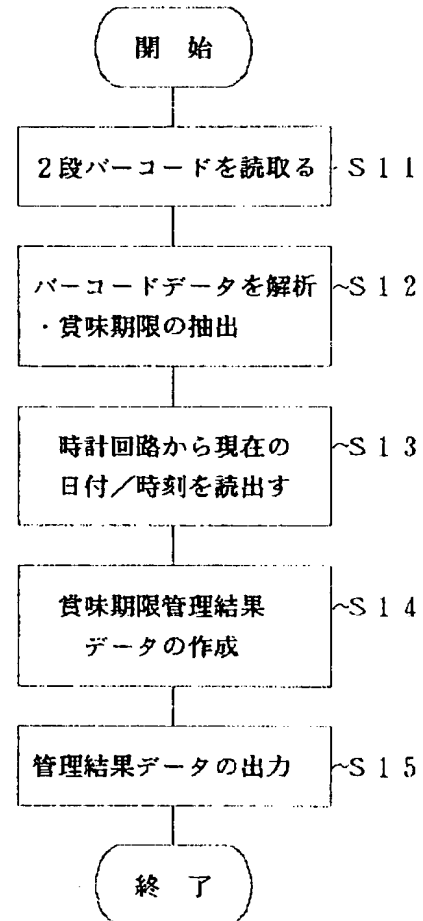 開 始
2段バーコードを読取る S11
バーコードデータを解析 ~S12
・賞味期限の抽出
時計回路から現在の ~S13
日付／時刻を読出す
賞味期限管理結果 ~S14
データの作成
管理結果データの出力 ~S15
終 了